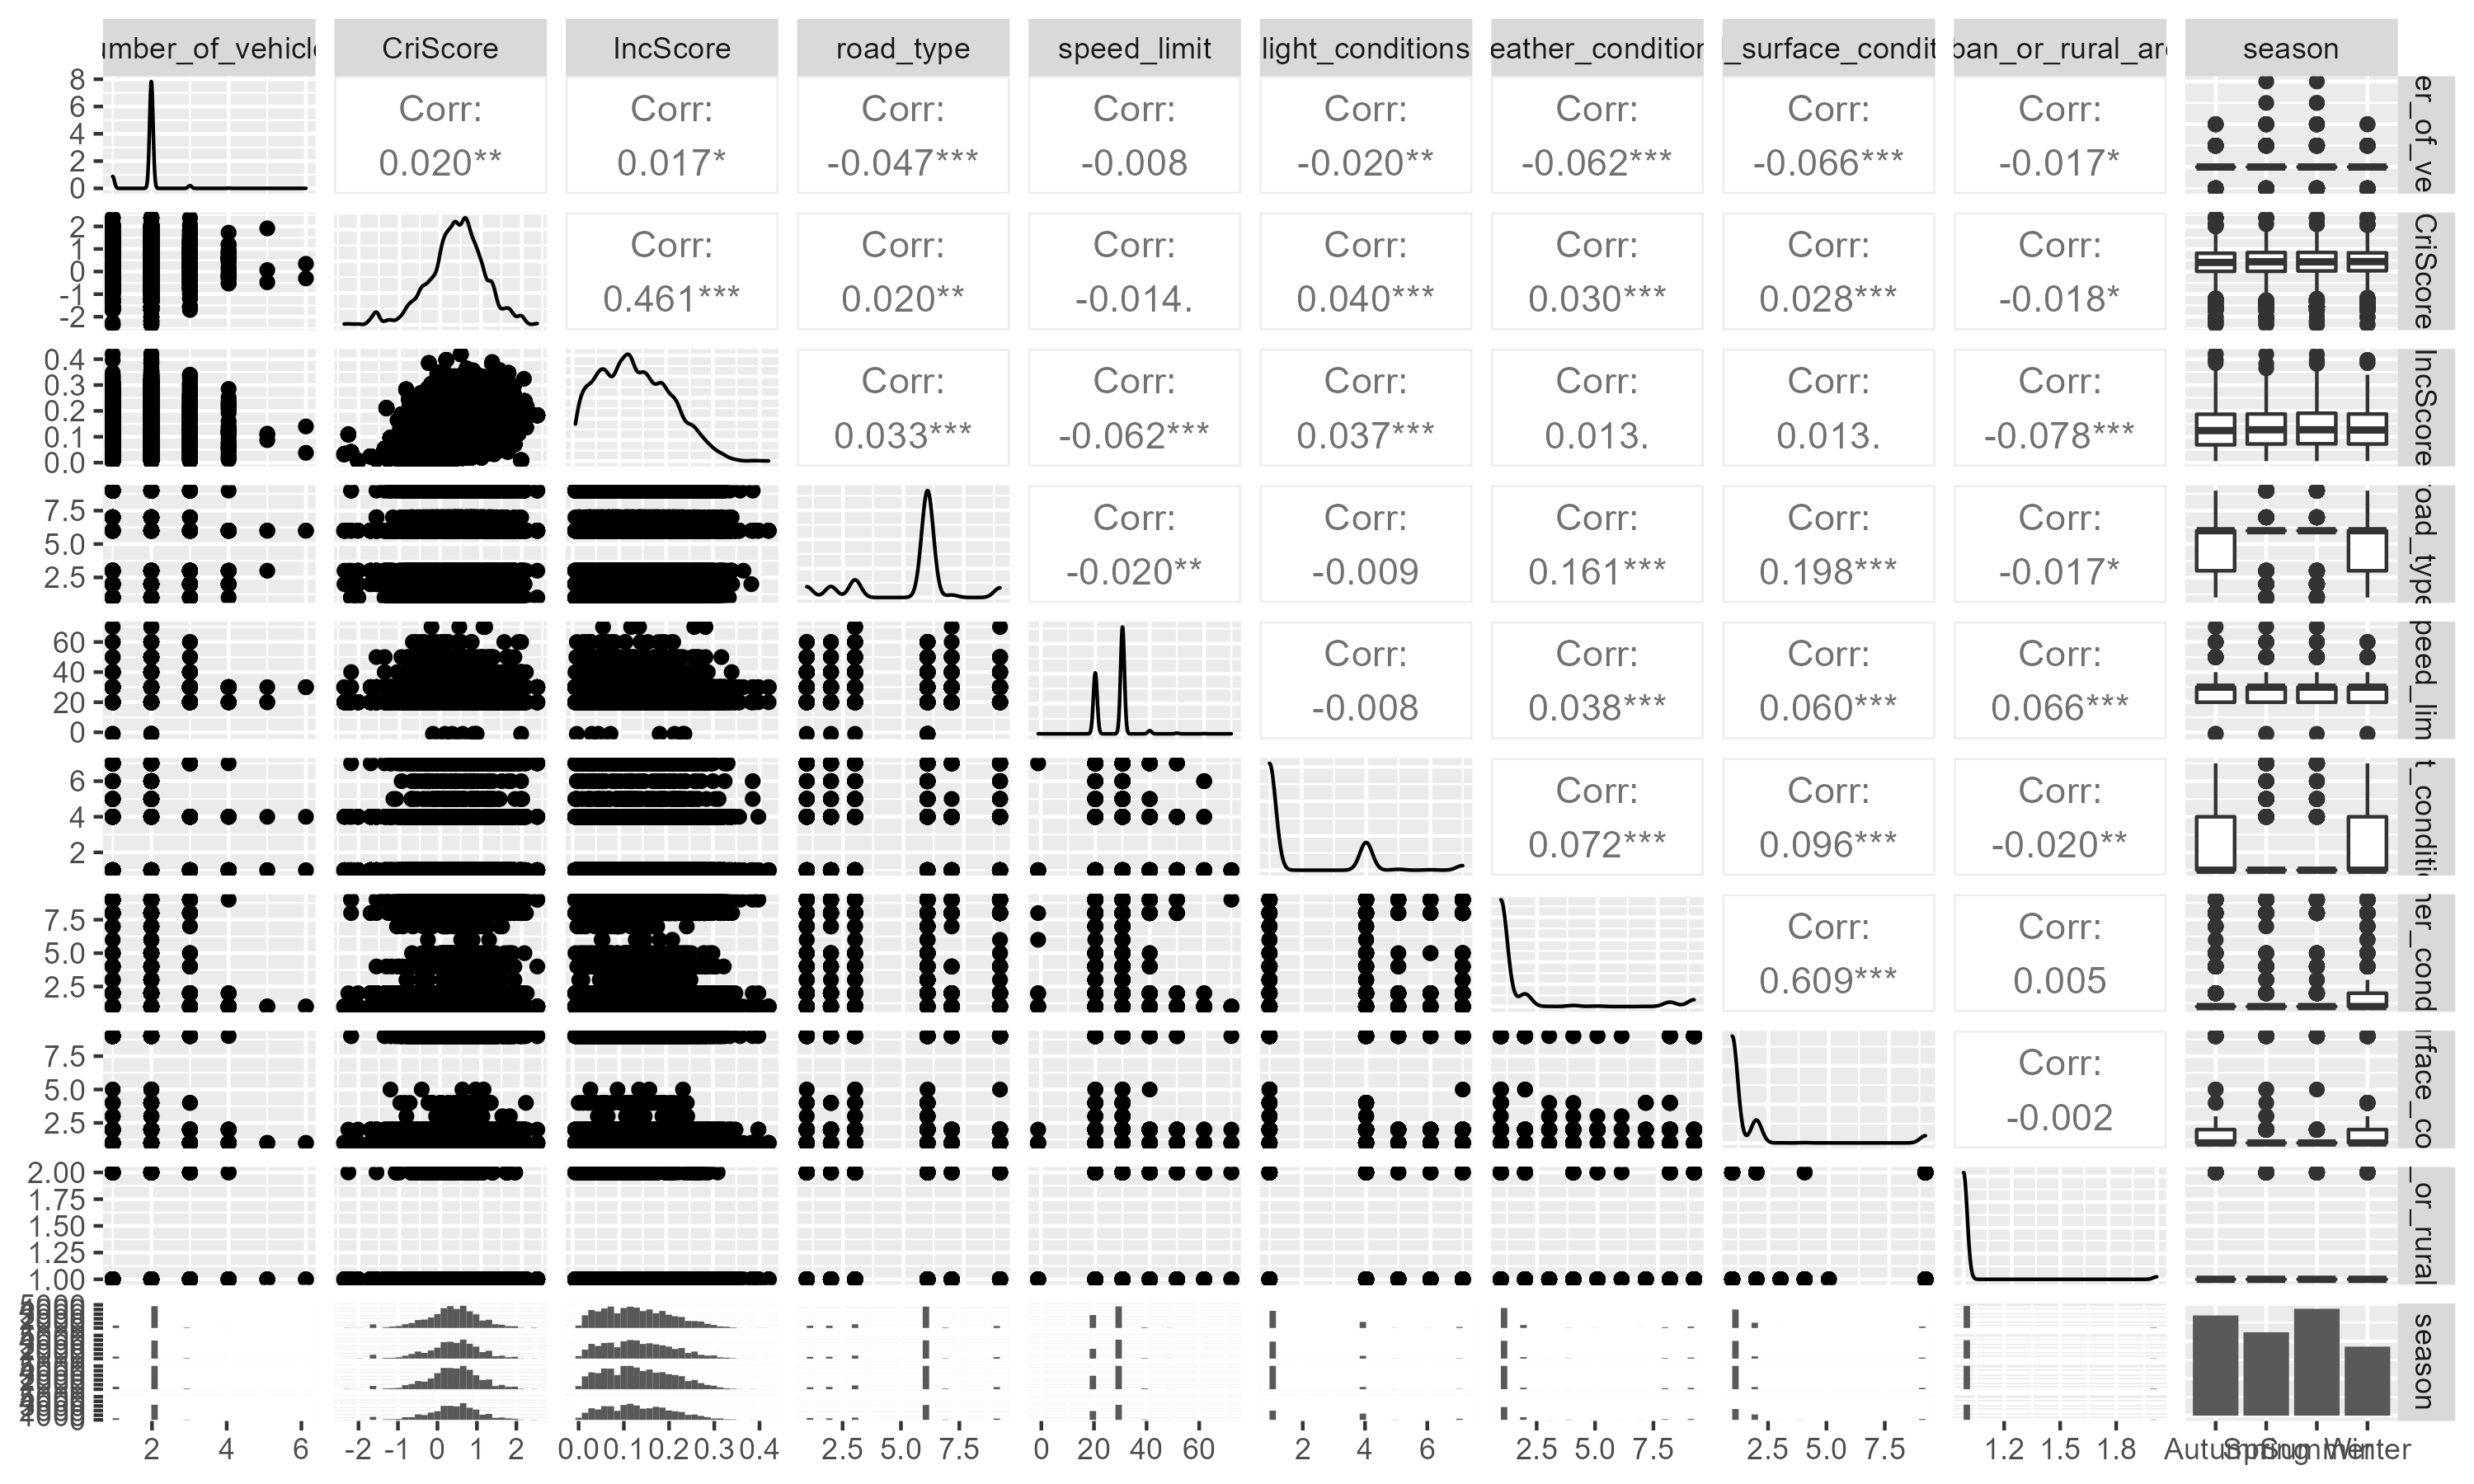 umber_of_vehicl CriScore IncScore road_type speed_limit light_conditions eather_condition _surface_condit ban_or_rural_are season
8
6
4
2
0
Corr: Corr: Corr: Corr: Corr: Corr: Corr: Corr:
0.020** 0.017* -0.047*** -0.008 -0.020** -0.062*** -0.066*** -0.017*
er_of_ve
2
1
0
-1
-2
Corr: Corr: Corr: Corr: Corr: Corr: Corr:
0.461*** 0.020** -0.014. 0.040*** 0.030*** 0.028*** -0.018*
CriScore
0.4
0.3
0.2
0.1
0.0
Corr: Corr: Corr: Corr: Corr: Corr:
0.033*** -0.062*** 0.037*** 0.013. 0.013. -0.078***
IncScore
7.5
5.0
2.5
Corr: Corr: Corr: Corr: Corr:
-0.020** -0.009 0.161*** 0.198*** -0.017*
road_type
60
40
20
0
Corr: Corr: Corr: Corr:
-0.008 0.038*** 0.060*** 0.066***
peed_lim
6
4
2
Corr: Corr: Corr:
0.072*** 0.096*** -0.020**
t_conditio
7.5
5.0
2.5
Corr: Corr:
0.609*** 0.005
her_cond
7.5
5.0
2.5
Corr:
-0.002
rface_co
2.00
1.75
1.50
1.25
1.00
_or_rural
season
2 4 6 -2 -1 0 1 2 0.0 0.1 0.2 0.3 0.4 2.5 5.0 7.5 0 20 40 60 2 4 6 2.5 5.0 7.5 2.5 5.0 7.5 1.2 1.5 1.8 Autumn Spring Summer Winter